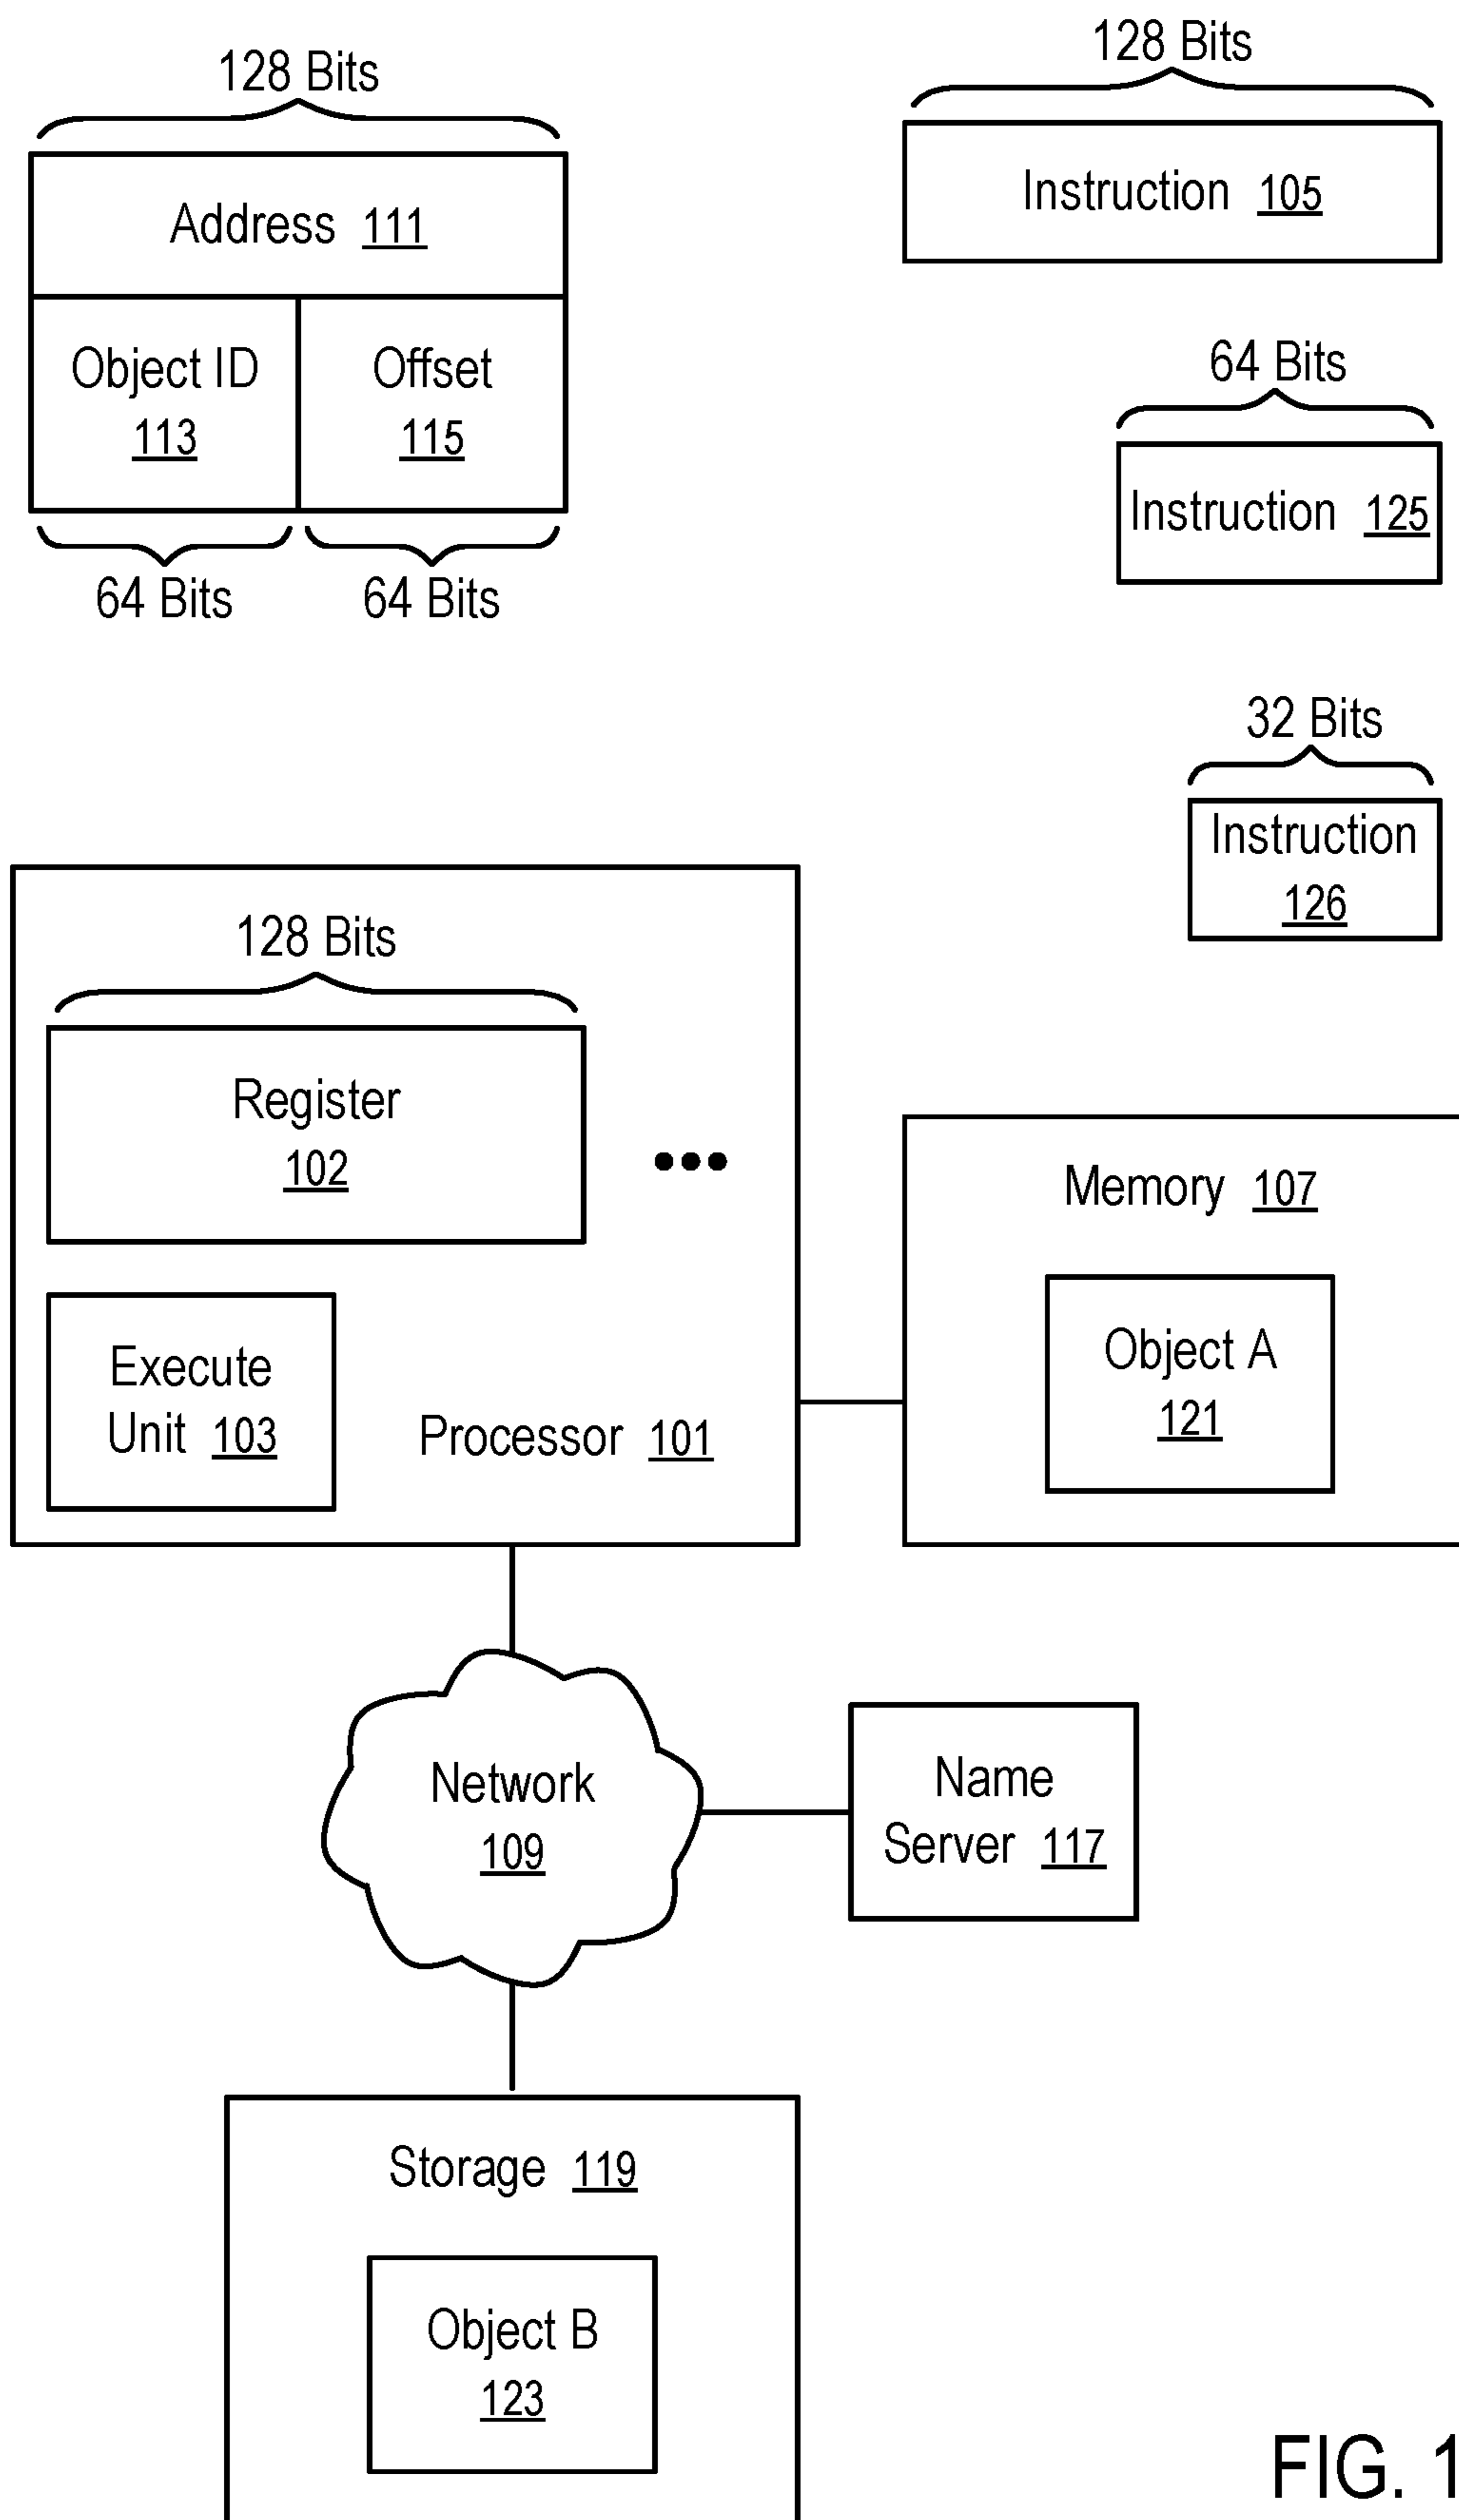 128 Bits
Address 111
Object ID
113
Offset
115
64 Bits
64 Bits
128 Bits
Instruction 105
64 Bits
Instruction 125
32 Bits
Instruction
126
128 Bits
Register
102
Execute
Unit 103
Processor 101
Memory 107
Object A
121
Network
109
Name
Server 117
Storage 119
Object B
123
FIG. 1